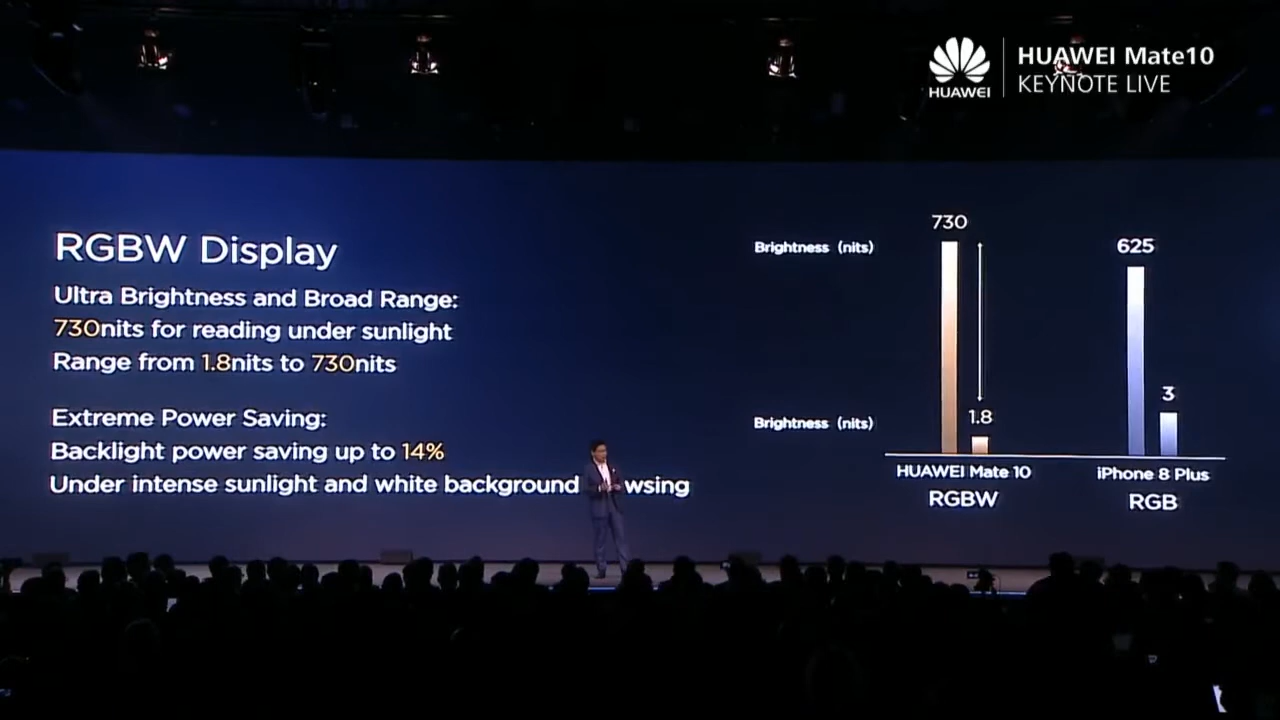 HUAWEI
HUAWEI Mate10
KEYNOTE LIVE
RGBW Display
Ultra Brightness and Broad Range:
730nits for reading under sunlight
Range from 1.8nits to 730nits
Extreme Power Saving:
Backlight power saving up to 14%
Under intense sunlight and white background wsing
Brightness (nits)
730
625
Brightness (nits)
1.8
3
HUAWEI Mate 10
RGBW
iPhone 8 Plus
RGB